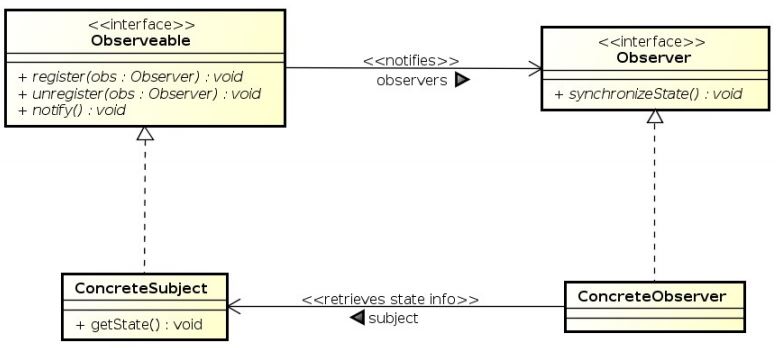 <<interface>>
Observeable
+ register(obs : Observer) : void
+ unregister(obs : Observer) : void
+ notify() : void
<<notifies>>
observers
<<interface>>
Observer
+ synchronizeState() : void
ConcreteSubject
+ getState() : void
<<retrieves state info>>
subject
ConcreteObserver